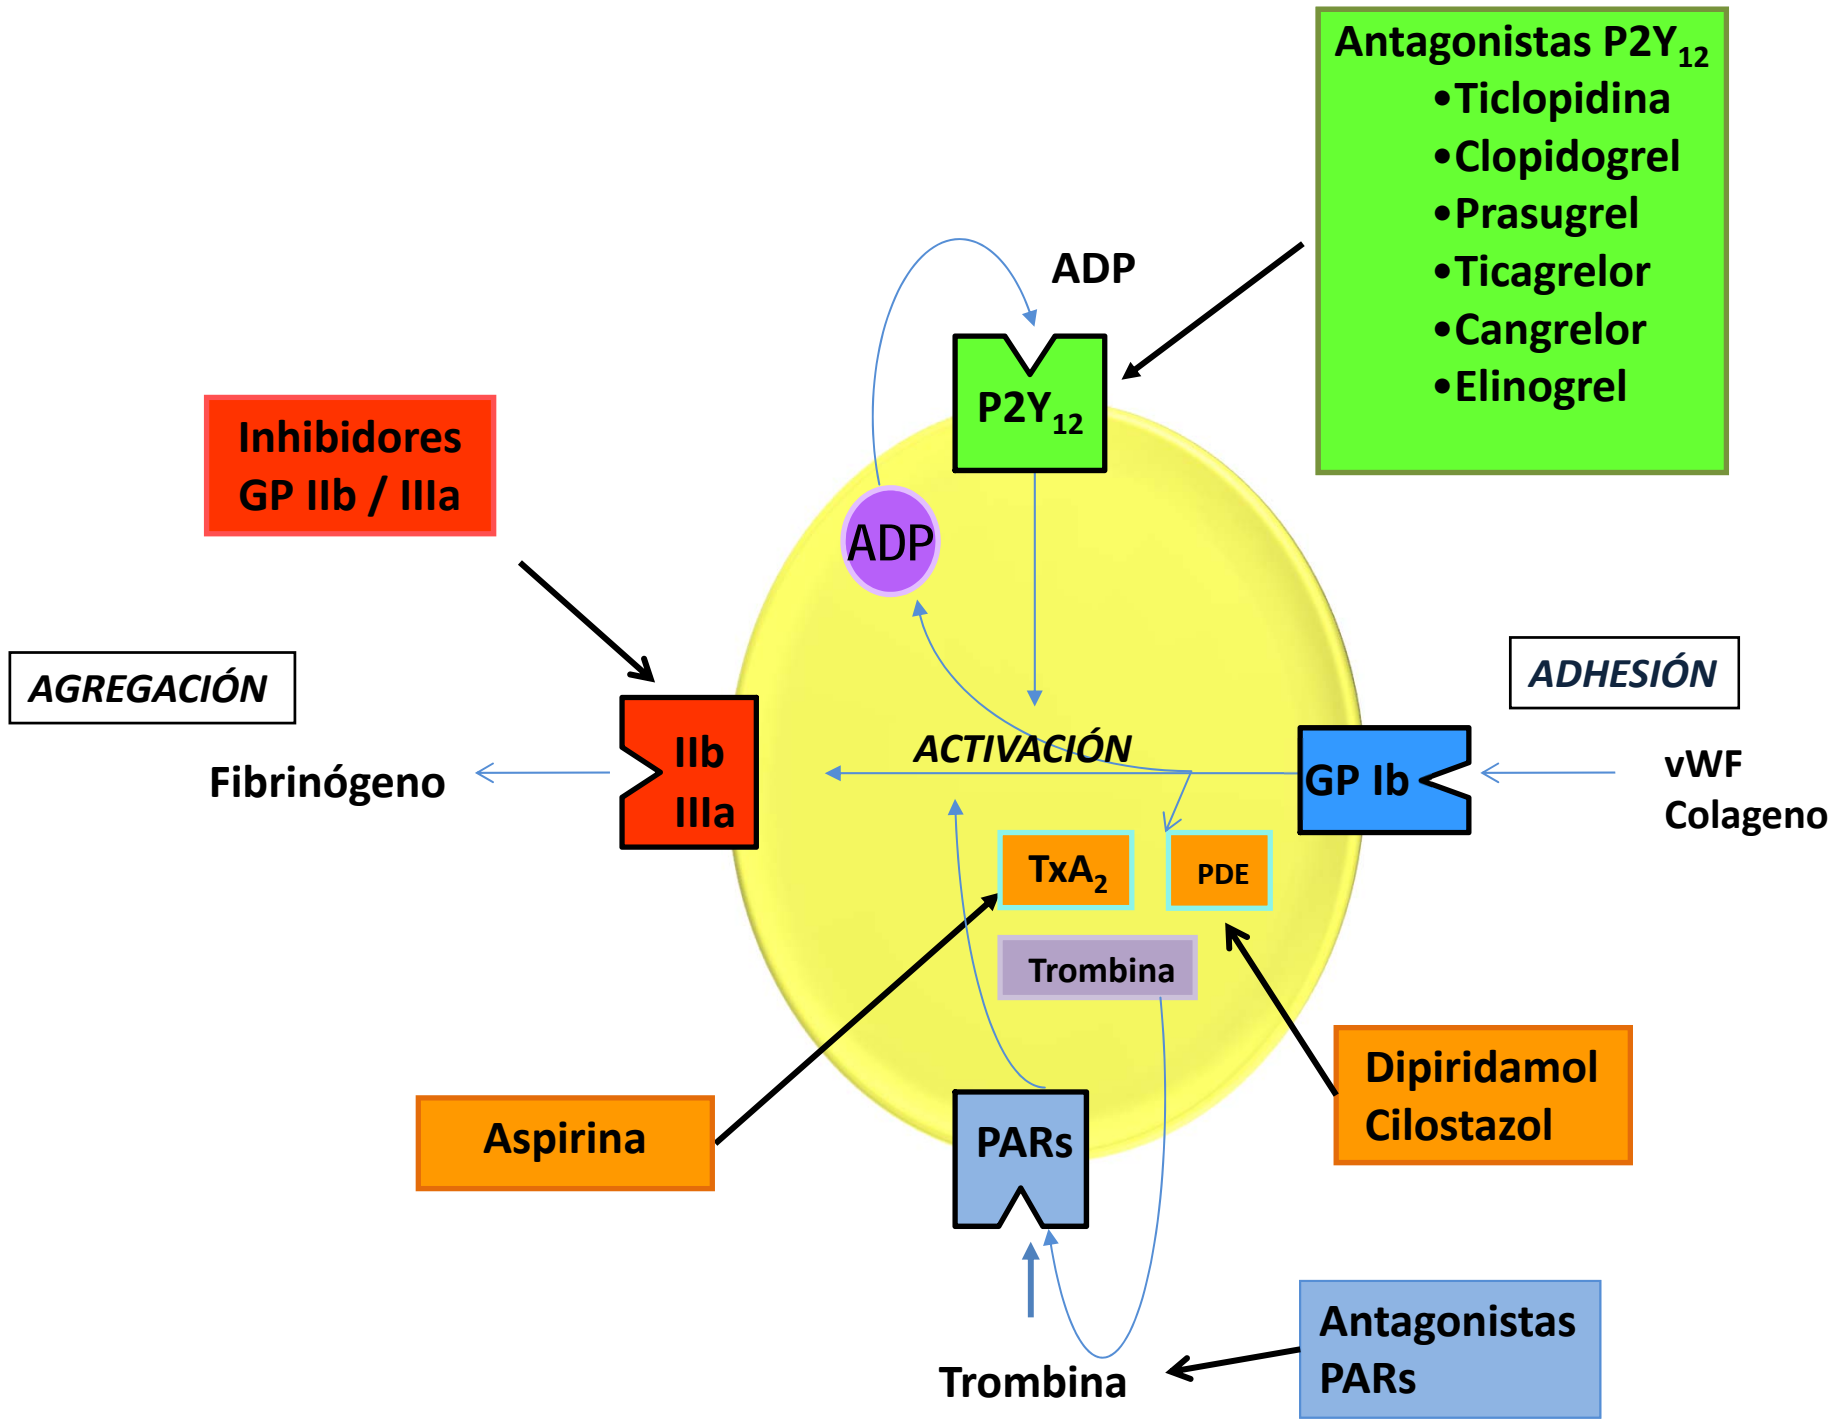 Antagonistas P2Y12
•Ticlopidina
•Clopidogrel
•Prasugrel
•Ticagrelor
•Cangrelor
•Elinogrel
ADP
P2Y12
Inhibidores
GP IIb / IIIa
ADP
AGREGACIÓN
ADHESIÓN
IIb
IIIa
Fibrinógeno
ACTIVACIÓN
GP Ib
vWF
Colageno
TxA2
PDE
Trombina
Aspirina
PARs
Dipiridamol
Cilostazol
Trombina
Antagonistas
PARs